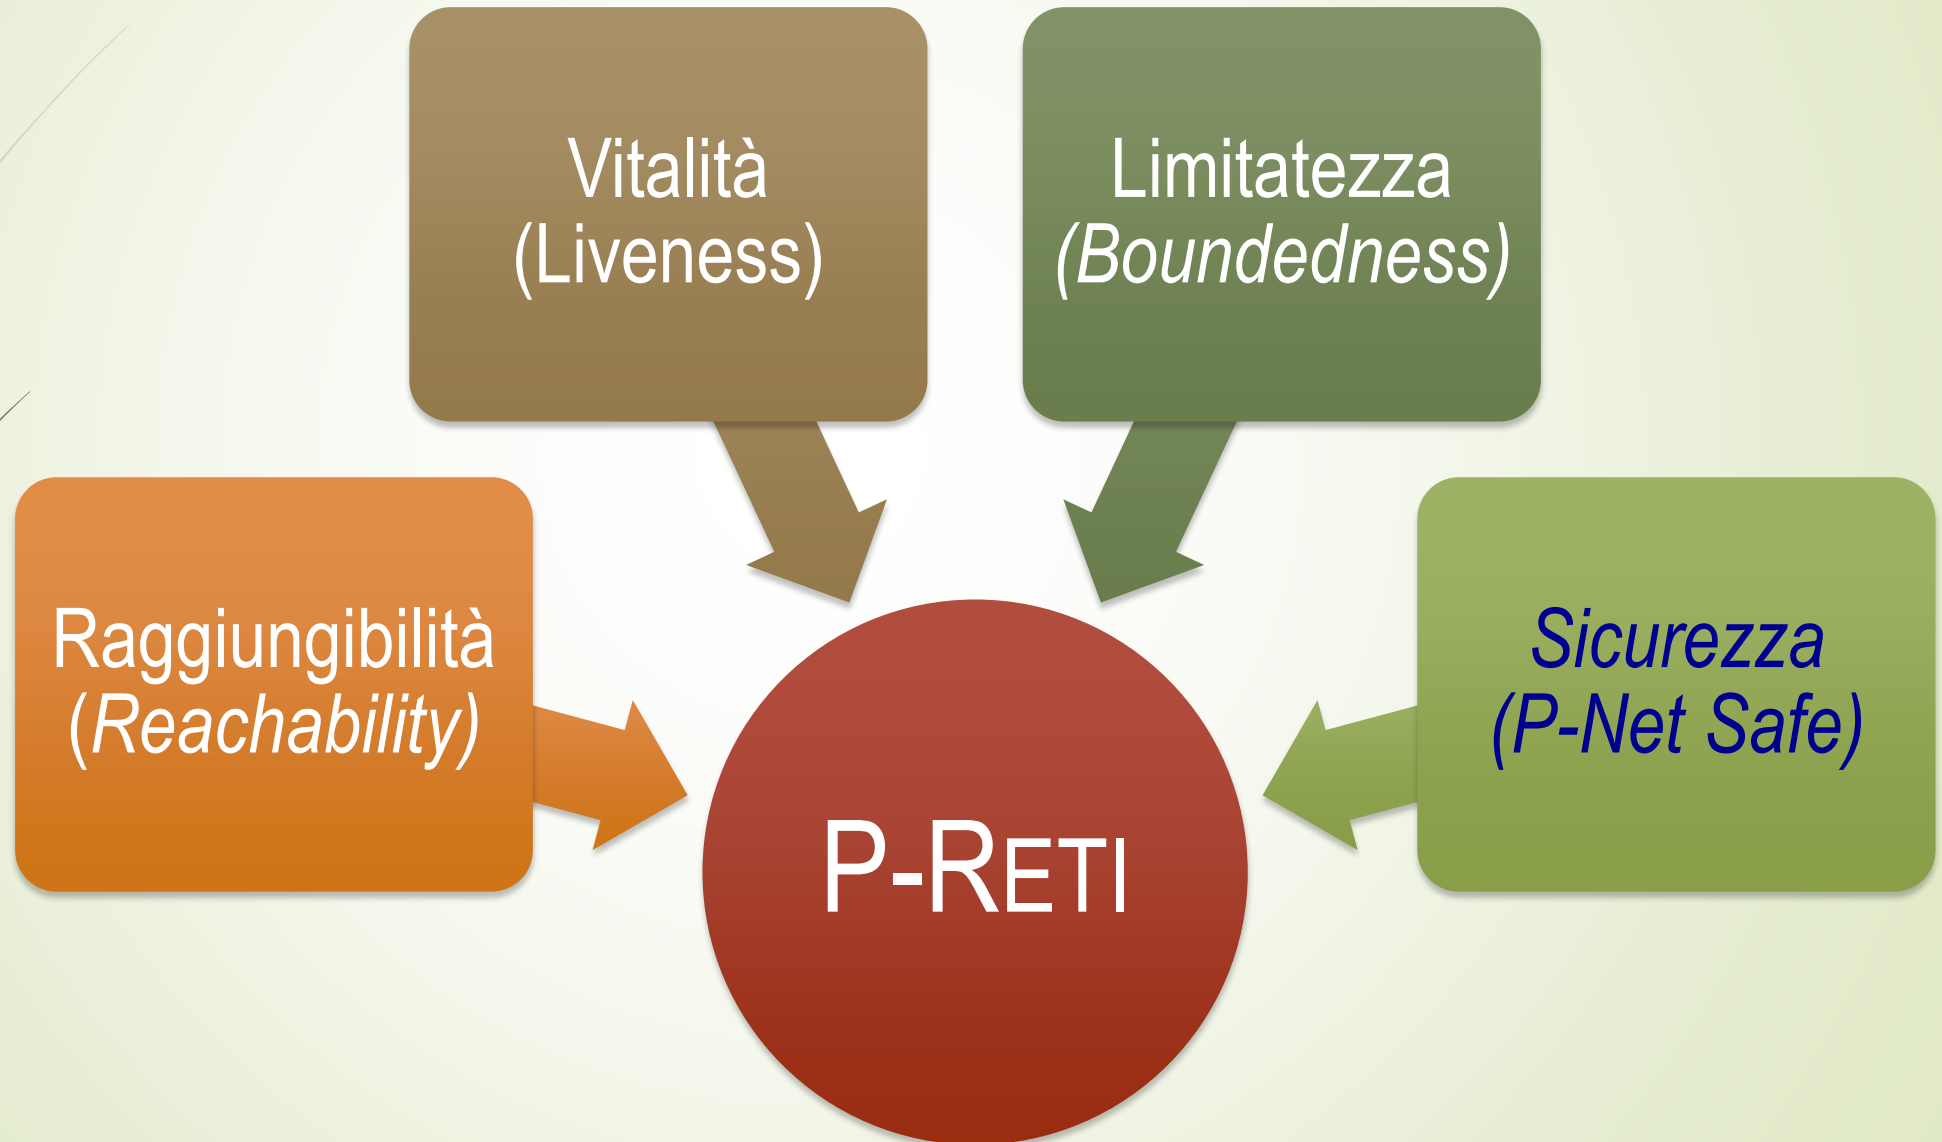 Vitalità
(Liveness)
Limitatezza
(Boundedness)
Raggiungibilità
(Reachability)
Sicurezza
(P-Net Safe)
P-RETI